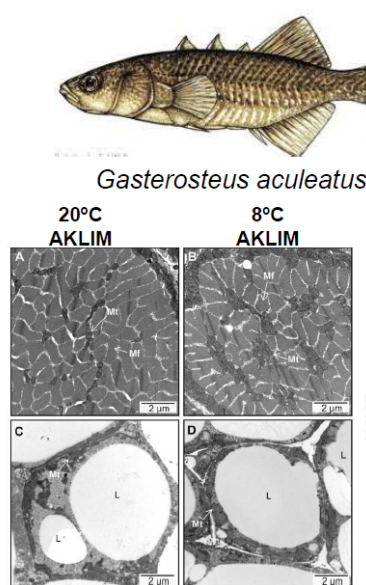 Gasterosteus aculeatus
20ºC 8ºC
AKLIM AKLIM
A Mt Mf 2 µm
B Mf Mt 2 µm
C Mt L L 2 µm
D L L Mt 2 µm